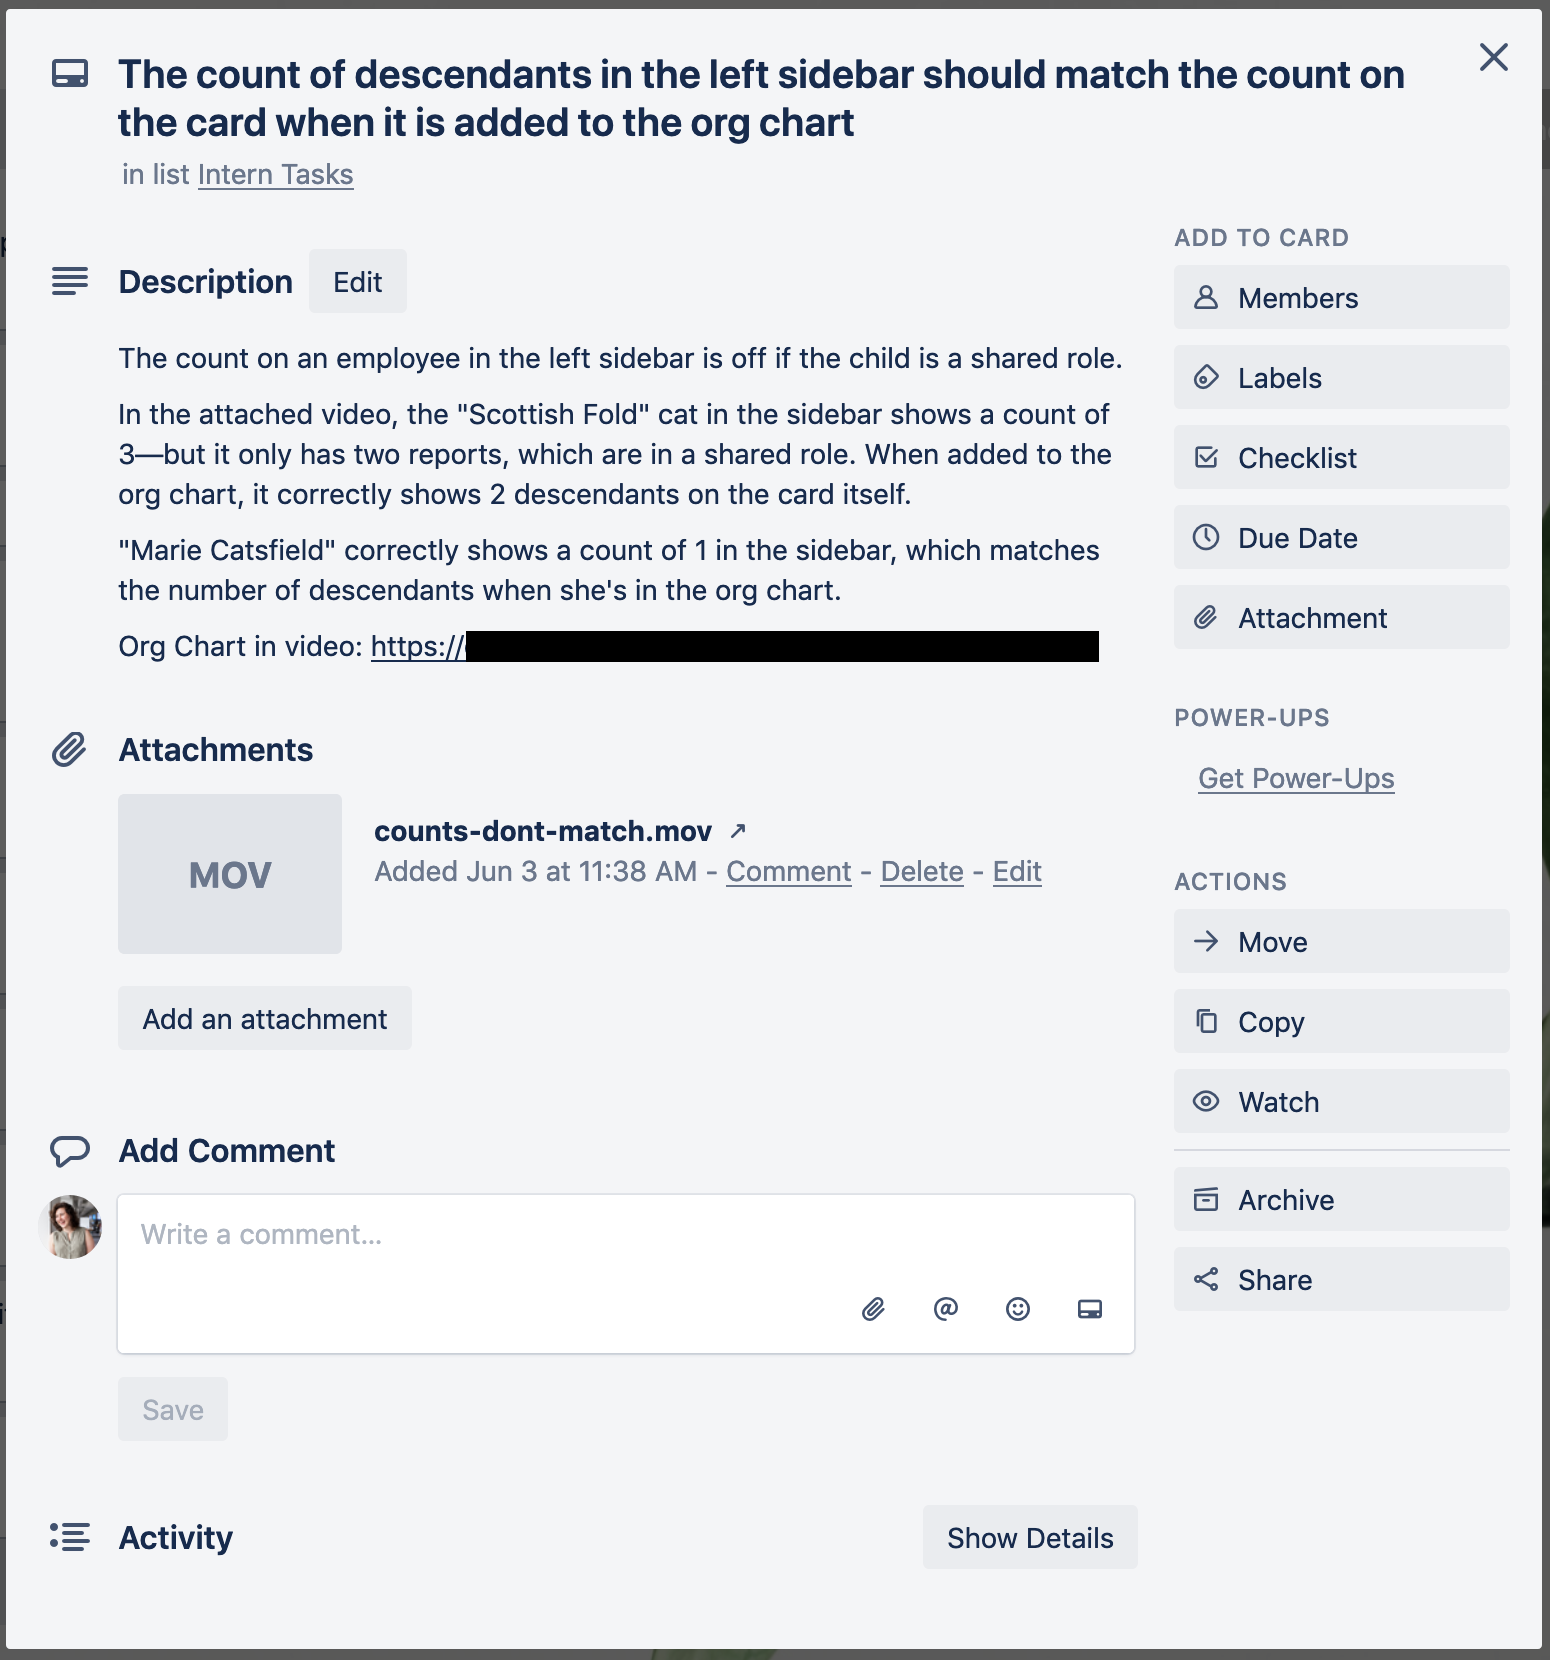 The count of descendants in the left sidebar should match the count on
the card when it is added to the org chart
in list Intern Tasks
Description
Edit
The count on an employee in the left sidebar is off if the child is a shared role.
In the attached video, the "Scottish Fold" cat in the sidebar shows a count of
3—but it only has two reports, which are in a shared role. When added to the
org chart, it correctly shows 2 descendants on the card itself.
"Marie Catsfield" correctly shows a count of 1 in the sidebar, which matches
the number of descendants when she's in the org chart.
Org Chart in video: https://
Attachments
MOV
counts-dont-match.mov ↗
Added Jun 3 at 11:38 AM - Comment - Delete - Edit
Add an attachment
Add Comment
Write a comment…
@
Save
Activity
Show Details
ADD TO CARD
Members
Labels
Checklist
Due Date
Attachment
POWER-UPS
Get Power-Ups
ACTIONS
Move
Copy
Watch
Archive
Share